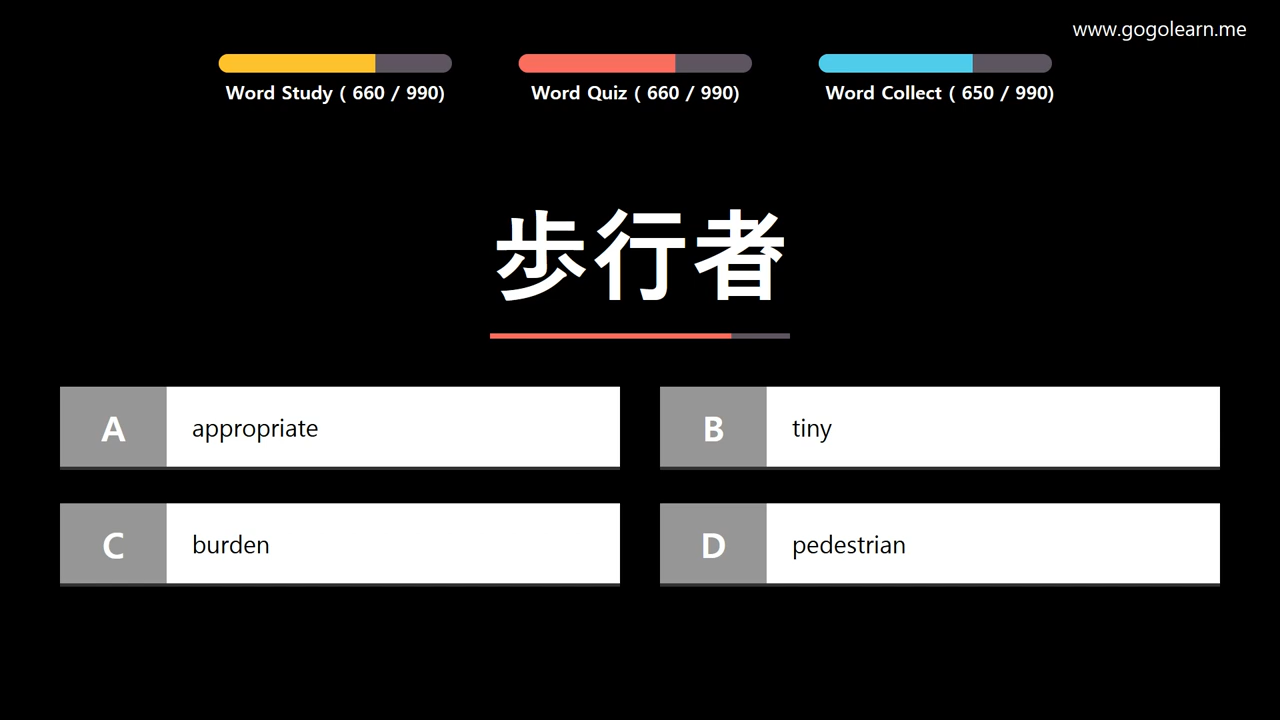 www.gogolearn.me
Word Study ( 660 / 990)
Word Quiz ( 660 / 990)
Word Collect ( 650 / 990)
歩行者
A appropriate
B tiny
C burden
D pedestrian